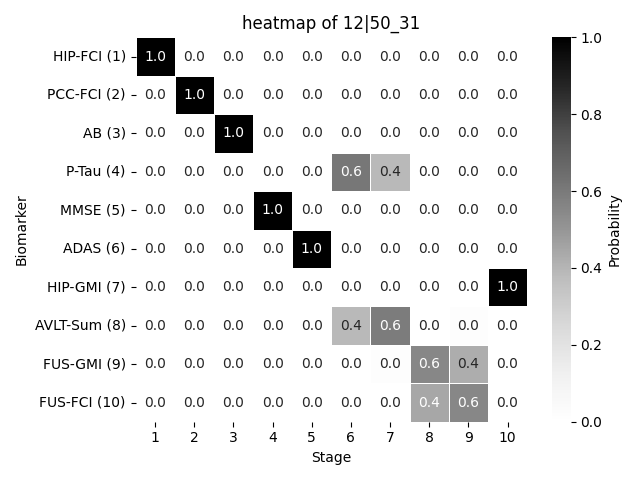 heatmap of 12|50_31
HIP-FCI (1) 1.0 0.0 0.0 0.0 0.0 0.0 0.0 0.0 0.0 0.0
PCC-FCI (2) 0.0 1.0 0.0 0.0 0.0 0.0 0.0 0.0 0.0 0.0
AB (3) 0.0 0.0 1.0 0.0 0.0 0.0 0.0 0.0 0.0 0.0
P-Tau (4) 0.0 0.0 0.0 0.0 0.0 0.6 0.4 0.0 0.0 0.0
MMSE (5) 0.0 0.0 0.0 1.0 0.0 0.0 0.0 0.0 0.0 0.0
ADAS (6) 0.0 0.0 0.0 0.0 1.0 0.0 0.0 0.0 0.0 0.0
HIP-GMI (7) 0.0 0.0 0.0 0.0 0.0 0.0 0.0 0.0 0.0 1.0
AVLT-Sum (8) 0.0 0.0 0.0 0.0 0.0 0.4 0.6 0.0 0.0 0.0
FUS-GMI (9) 0.0 0.0 0.0 0.0 0.0 0.0 0.0 0.6 0.4 0.0
FUS-FCI (10) 0.0 0.0 0.0 0.0 0.0 0.0 0.0 0.4 0.6 0.0
1 2 3 4 5 6 7 8 9 10
Stage
Biomarker
1.0
0.8
0.6
0.4
0.2
0.0
Probability